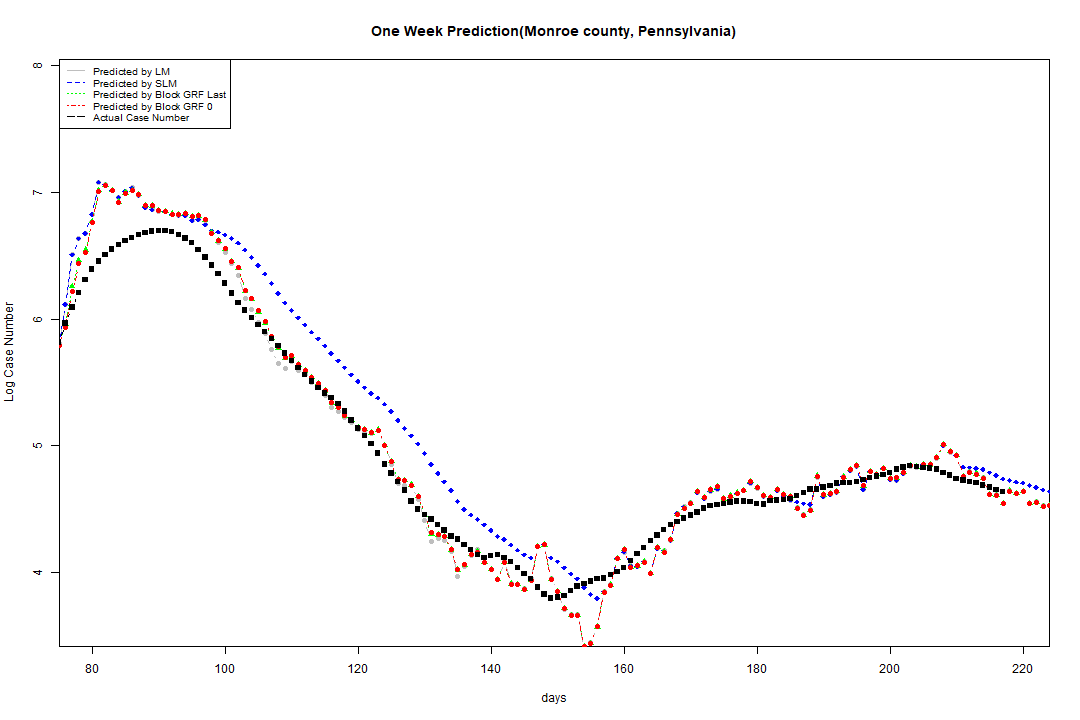 One Week Prediction(Monroe county, Pennsylvania)
Predicted by LM
Predicted by SLM
Predicted by Block GRF Last
Predicted by Block GRF 0
Actual Case Number
8
7
6
5
4
Log Case Number
80 100 120 140 160 180 200 220
days